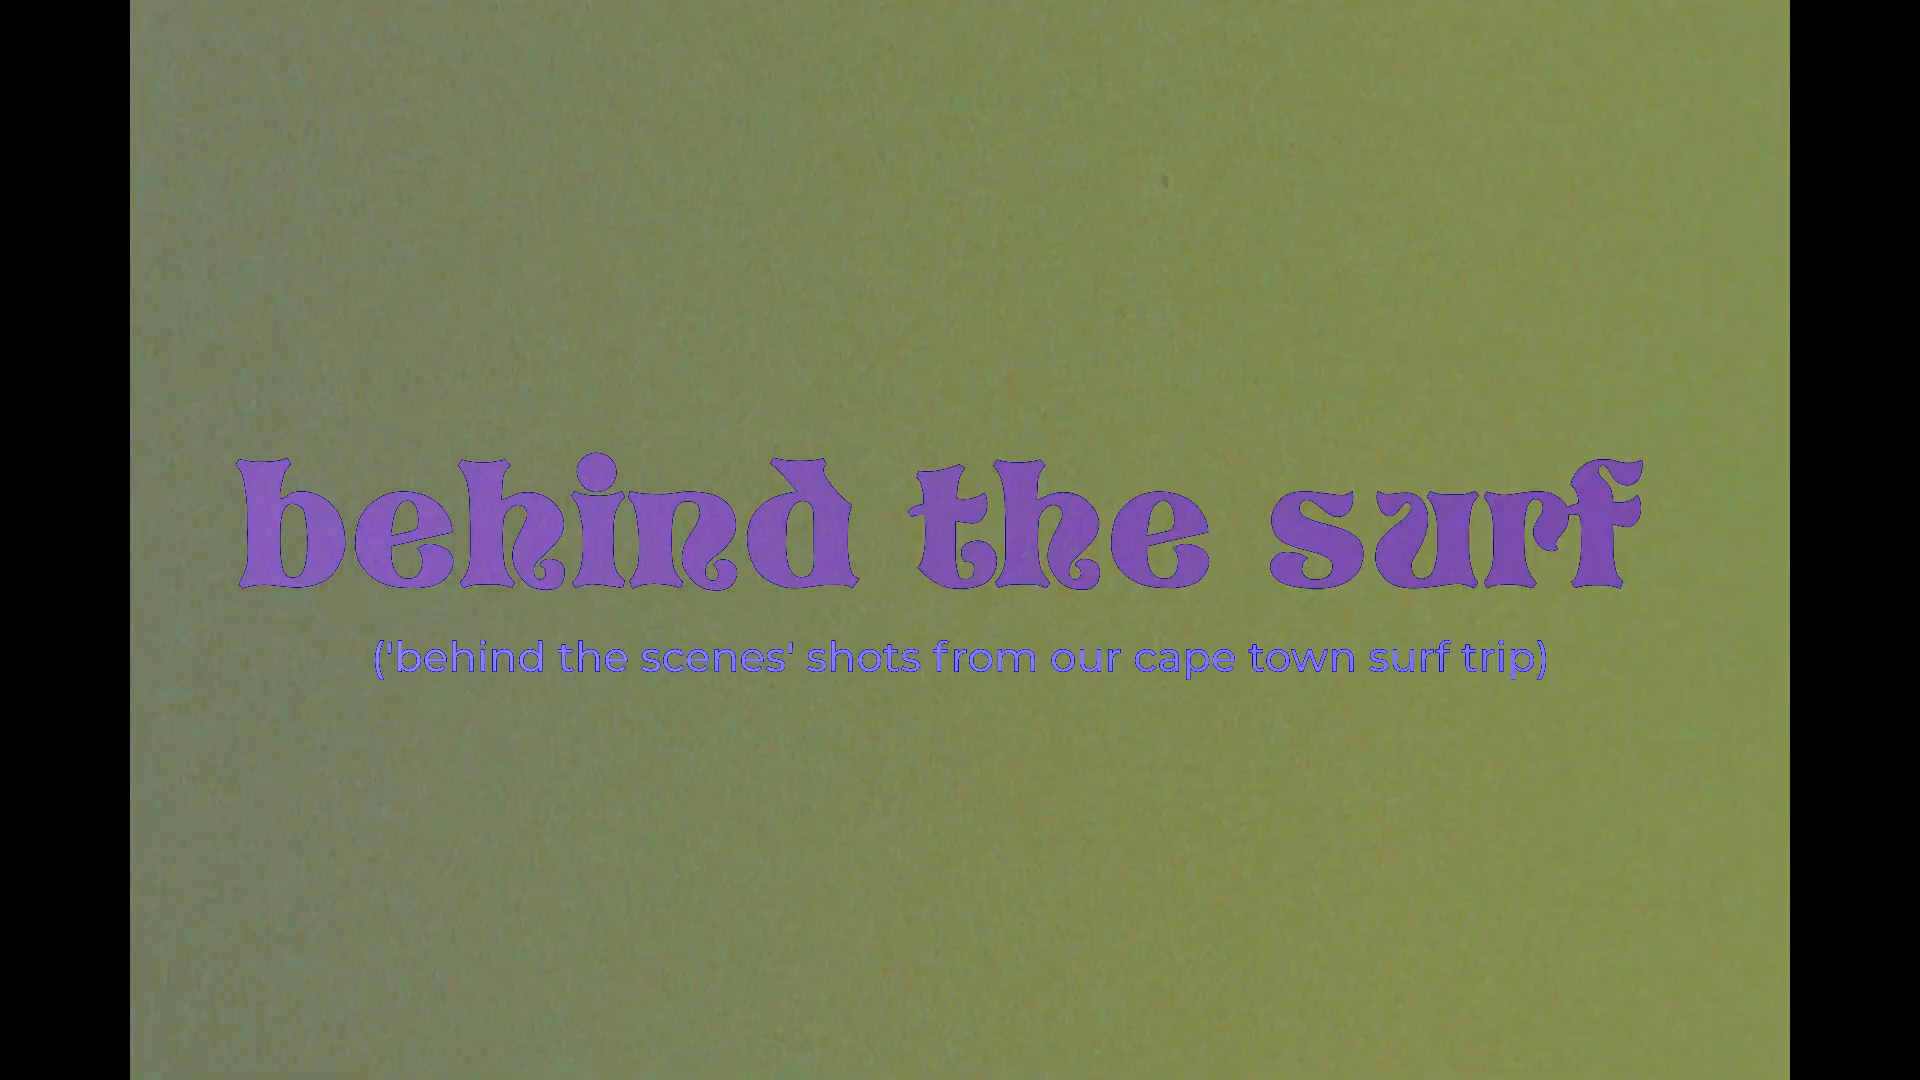 behind the surf
('behind the scenes' shots from our cape town surf trip)